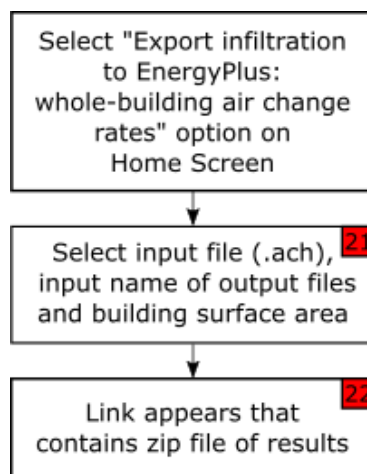 Select "Export infiltration
to EnergyPlus:
whole-building air change
rates" option on
Home Screen
21
Select input file (.ach),
input name of output files
and building surface area
22
Link appears that
contains zip file of results